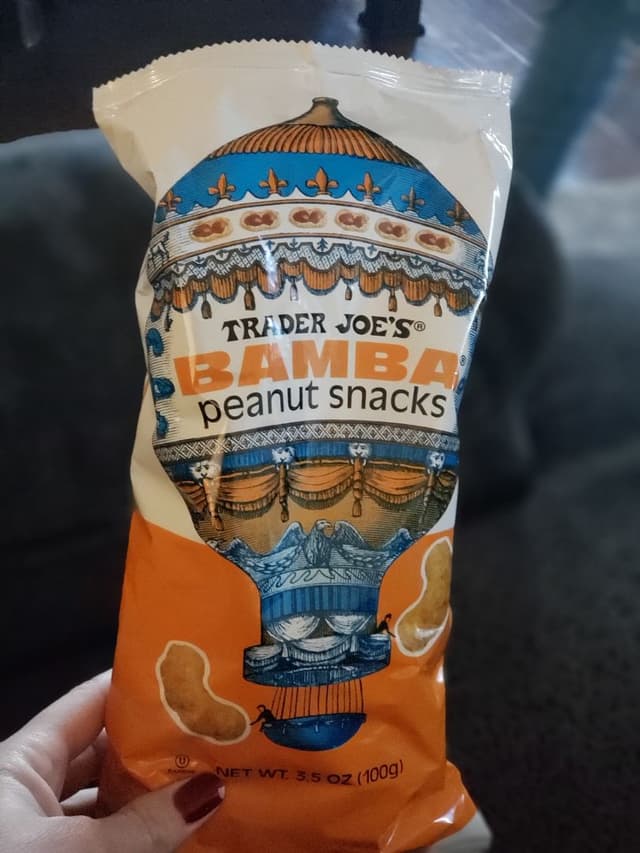 TRADER JOE'S®
BAMBA®
peanut snacks
U
NET WT. 3.5 OZ (100g)